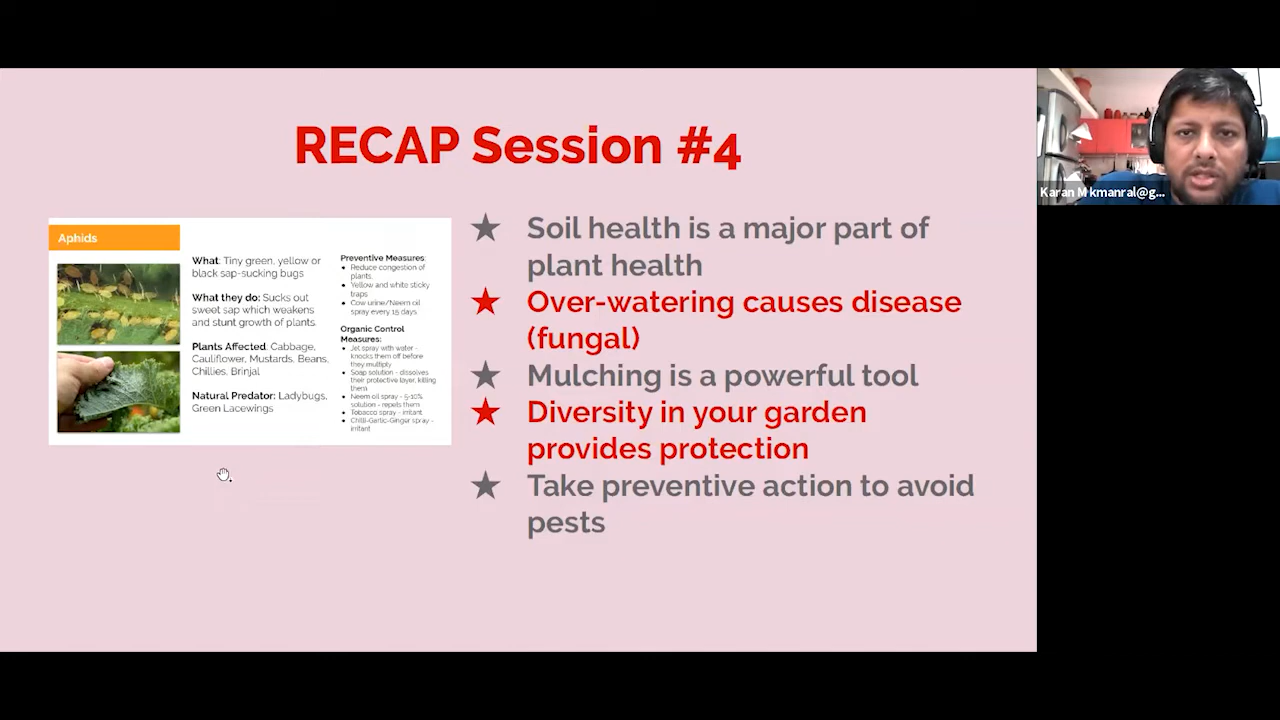 RECAP Session #4
Aphids
What: Tiny green, yellow or
black sap-sucking bugs
What they do: Sucks out
sweet sap which weakens
and stunt growth of plants.
Plants Affected: Cabbage,
Cauliflower, Mustards, Beans,
Chillies, Brinjal
Natural Predator: Ladybugs,
Green Lacewings
Preventive Measures:
Reduce congestion of
plants.
Yellow and white sticky
traps
Cow urine/Neem oil
spray every 15 days
Organic Control
Measures:
Jet spray with water -
knocks them off before
they multiply
Soap solution - dissolves
their protective layer, killing
them
Neem oil spray - 5-10%
solution - repels them
Tobacco spray - irritant
Chilli-Garlic-Ginger spray -
irritant
★ Soil health is a major part of
plant health
★ Over-watering causes disease
(fungal)
★ Mulching is a powerful tool
★ Diversity in your garden
provides protection
★ Take preventive action to avoid
pests
Karan M kmanral@g...